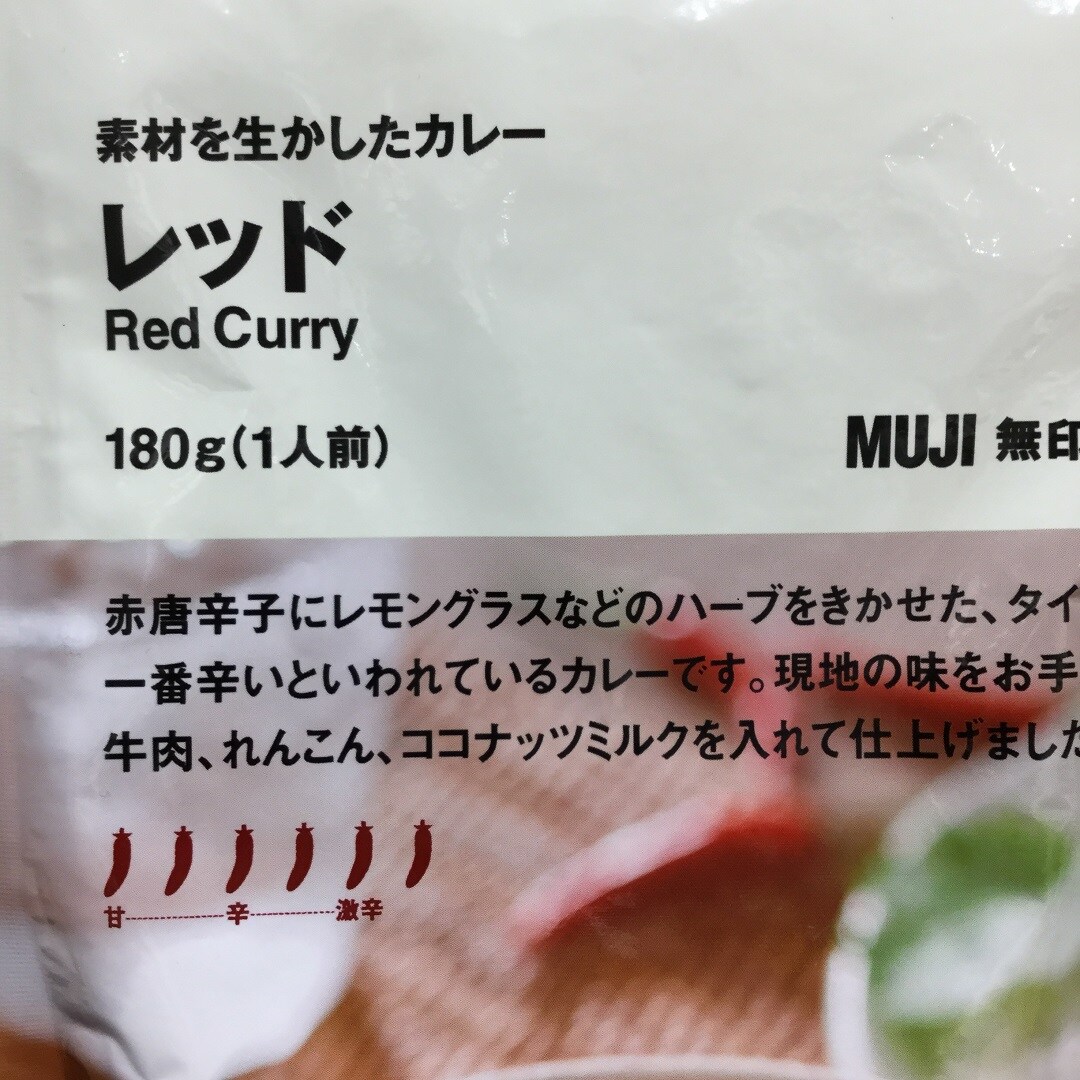 素材を生かしたカレー
レッド
Red Curry
180g(1人前)
MUJI 無印
赤唐辛子にレモングラスなどのハーブをきかせた、タイ
一番辛いといわれているカレーです。現地の味をお手
牛肉、れんこん、ココナッツミルクを入れて仕上げました
甘 辛 激辛